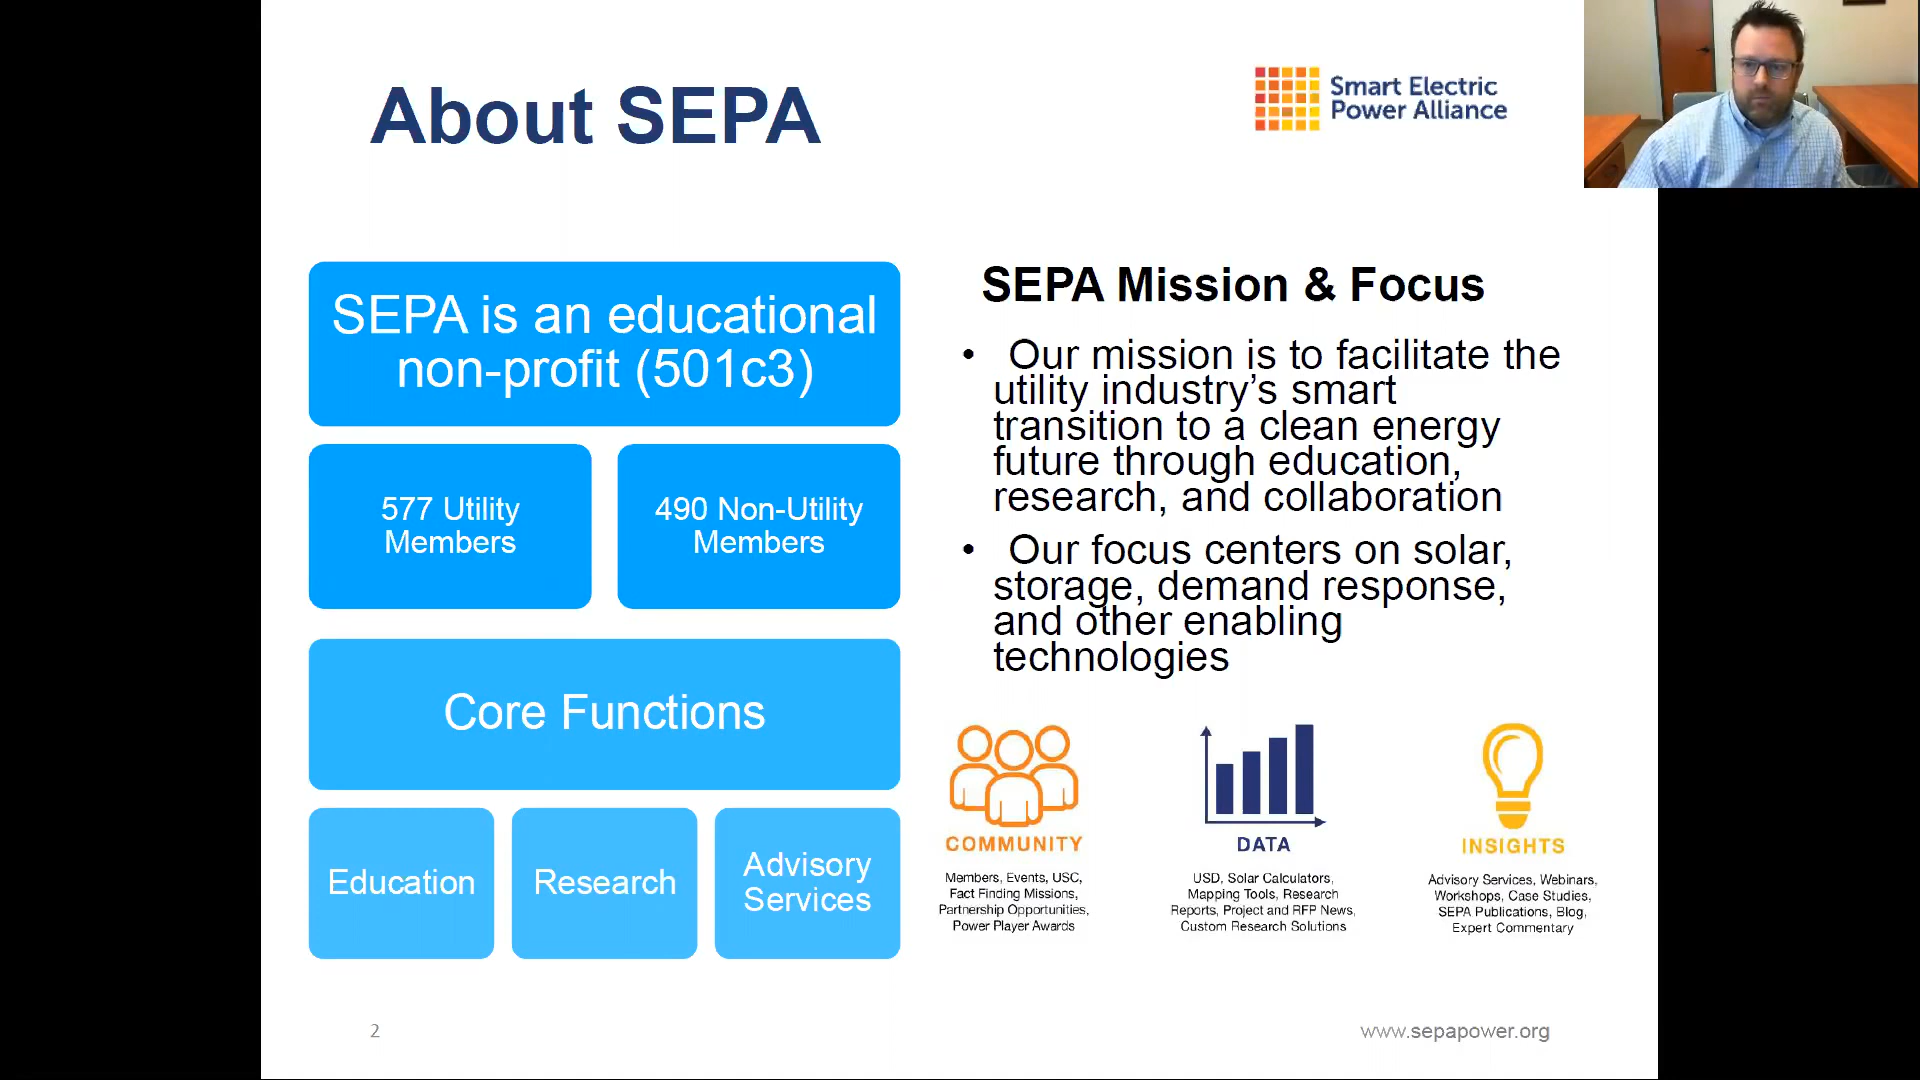 About SEPA
Smart Electric
Power Alliance
SEPA is an educational
non-profit (501c3)
577 Utility
Members
490 Non-Utility
Members
Core Functions
Education
Research
Advisory
Services
SEPA Mission & Focus
• Our mission is to facilitate the
utility industry’s smart
transition to a clean energy
future through education,
research, and collaboration
• Our focus centers on solar,
storage, demand response,
and other enabling
technologies
COMMUNITY
Members, Events, USC,
Fact Finding Missions,
Partnership Opportunities,
Power Player Awards
DATA
USD, Solar Calculators,
Mapping Tools, Research
Reports, Project and RFP News,
Custom Research Solutions
INSIGHTS
Advisory Services, Webinars,
Workshops, Case Studies,
SEPA Publications, Blog,
Expert Commentary
2
www.sepapower.org